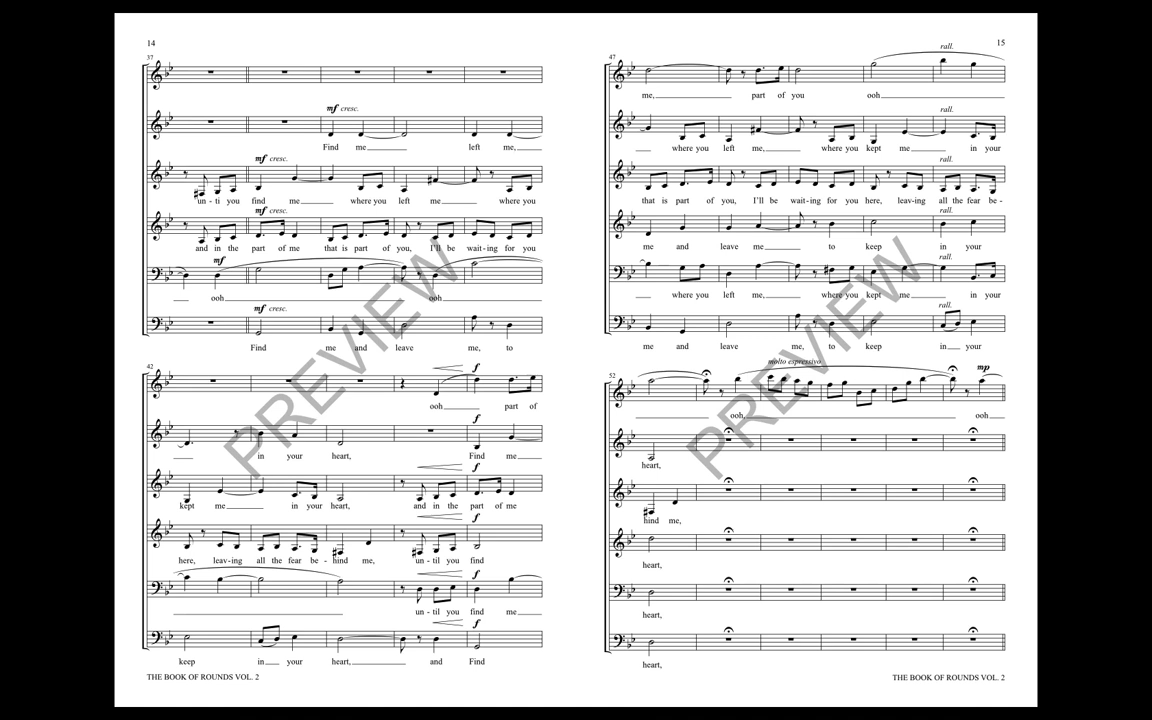 14
37
mf cresc.
Find me left me,
mf cresc.
un - ti you find me where you left me where you
mf cresc.
and in the part of me that is part of you, I'll be wait-ing for you
mf
ooh ooh
mf cresc.
Find me and leave me, to
42
f
ooh part of
f
in your heart, Find me
f
kept me in your heart, and in the part of me
f
here, leav-ing all the fear be - hind me, un - til you find
f
un - til you find me
f
keep in your heart, and Find
THE BOOK OF ROUNDS VOL. 2
PREVIEW
15
47
rall.
me, part of you ooh
rall.
where you left me, where you kept me in your
rall.
that is part of you, I'll be wait-ing for you here, leav-ing all the fear be -
rall.
me and leave me to keep in your
rall.
where you left me, where you kept me in your
rall.
me and leave me, to keep in your
52
molto espressivo
mp
ooh, ooh
heart,
hind me,
heart,
heart,
heart,
THE BOOK OF ROUNDS VOL. 2
PREVIEW